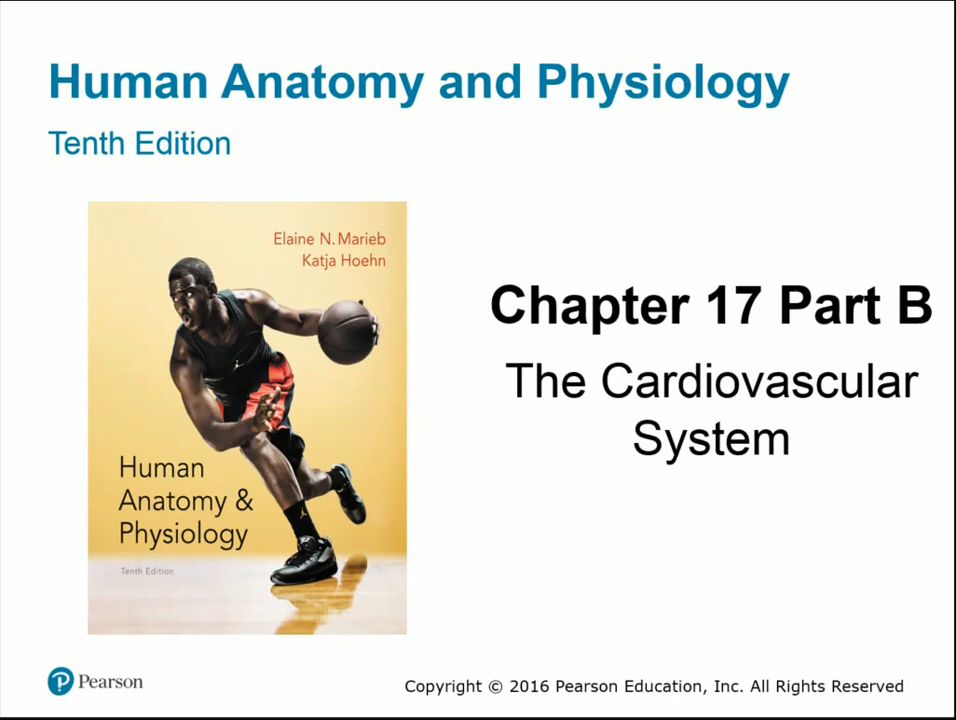 Human Anatomy and Physiology
Tenth Edition
Elaine N. Marieb
Katja Hoehn
Human
Anatomy &
Physiology
Tenth Edition
Chapter 17 Part B
The Cardiovascular
System
P Pearson
Copyright © 2016 Pearson Education, Inc. All Rights Reserved